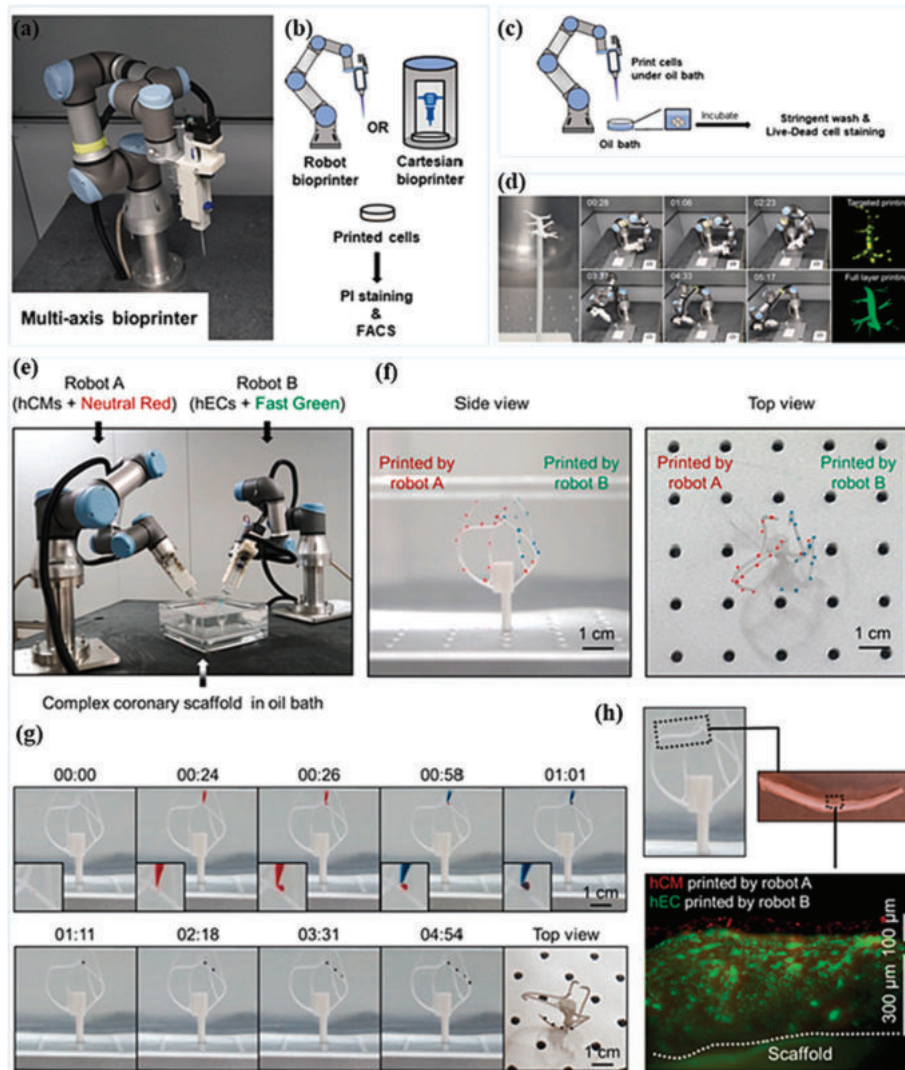 (a)
Multi-axis bioprinter
(b)
OR
Robot
bioprinter
Cartesian
bioprinter
Printed cells
PI staining
&
FACS
(c)
Print cells
under oil bath
Oil bath
Incubate
Stringent wash &
Live-Dead cell staining
(d)
00:28
01:06
02:23
Targeted printing
03:37
04:33
05:17
Full layer printing
(e)
Robot A
(hCMs + Neutral Red)
Robot B
(hECs + Fast Green)
Complex coronary scaffold in oil bath
(f)
Side view
Printed by
robot A
Printed by
robot B
1 cm
Top view
Printed by
robot A
Printed by
robot B
1 cm
(g)
00:00
00:24
00:26
00:58
01:01
1 cm
01:11
02:18
03:31
04:54
Top view
1 cm
(h)
hCM printed by robot A
hEC printed by robot B
100 μm
300 μm
Scaffold